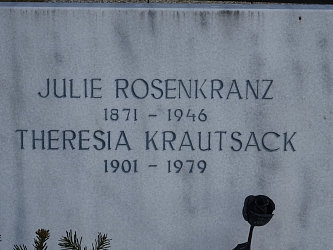 JULIE ROSENKRANZ
1871 - 1946
THERESIA KRAUTSACK
1901 - 1979